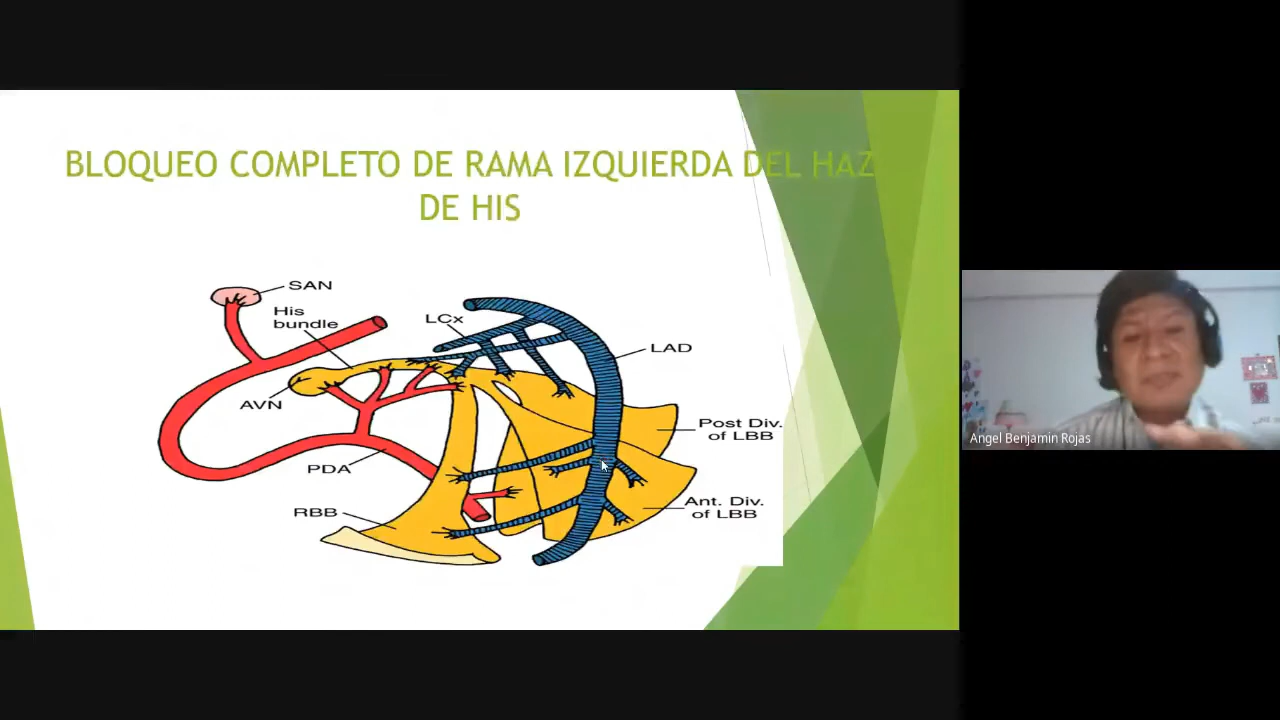 BLOQUEO COMPLETO DE RAMA IZQUIERDA DEL HAZ
DE HIS
SAN
His
bundle
LCx
LAD
AVN
Post Div.
of LBB
PDA
Ant. Div.
of LBB
RBB
Angel Benjamin Rojas